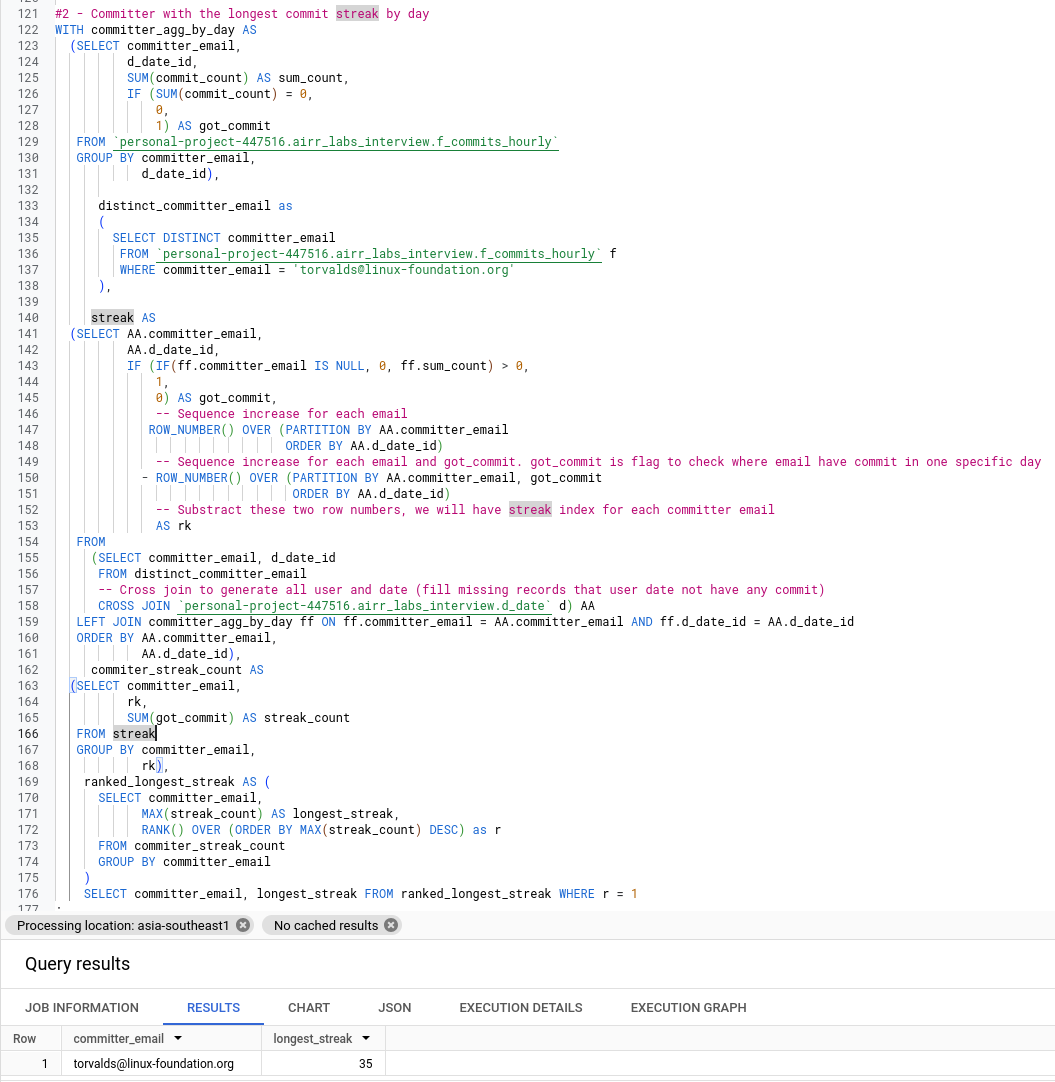 121 #2 - Committer with the longest commit streak by day
122 WITH committer_agg_by_day AS
123 (SELECT committer_email,
124 d_date_id,
125 SUM(commit_count) AS sum_count,
126 IF (SUM(commit_count) = 0,
127 0,
128 1) AS got_commit
129 FROM `personal-project-447516.airr_labs_interview.f_commits_hourly`
130 GROUP BY committer_email,
131 d_date_id),
132
133 distinct_committer_email as
134 (
135 SELECT DISTINCT committer_email
136 FROM `personal-project-447516.airr_labs_interview.f_commits_hourly` f
137 WHERE committer_email = 'torvalds@linux-foundation.org'
138 ),
139
140 streak AS
141 (SELECT AA.committer_email,
142 AA.d_date_id,
143 IF (IF(ff.committer_email IS NULL, 0, ff.sum_count) > 0,
144 1,
145 0) AS got_commit,
146 -- Sequence increase for each email
147 ROW_NUMBER() OVER (PARTITION BY AA.committer_email
148 ORDER BY AA.d_date_id)
149 -- Sequence increase for each email and got_commit. got_commit is flag to check where email have commit in one specific day
150 - ROW_NUMBER() OVER (PARTITION BY AA.committer_email, got_commit
151 ORDER BY AA.d_date_id)
152 -- Substract these two row numbers, we will have streak index for each committer email
153 AS rk
154 FROM
155 (SELECT committer_email, d_date_id
156 FROM distinct_committer_email
157 -- Cross join to generate all user and date (fill missing records that user date not have any commit)
158 CROSS JOIN `personal-project-447516.airr_labs_interview.d_date` d) AA
159 LEFT JOIN committer_agg_by_day ff ON ff.committer_email = AA.committer_email AND ff.d_date_id = AA.d_date_id
160 ORDER BY AA.committer_email,
161 AA.d_date_id),
162 commiter_streak_count AS
163 (SELECT committer_email,
164 rk,
165 SUM(got_commit) AS streak_count
166 FROM streak
167 GROUP BY committer_email,
168 rk),
169 ranked_longest_streak AS (
170 SELECT committer_email,
171 MAX(streak_count) AS longest_streak,
172 RANK() OVER (ORDER BY MAX(streak_count) DESC) as r
173 FROM commiter_streak_count
174 GROUP BY committer_email
175 )
176 SELECT committer_email, longest_streak FROM ranked_longest_streak WHERE r = 1
177
Processing location: asia-southeast1 No cached results
Query results
JOB INFORMATION RESULTS CHART JSON EXECUTION DETAILS EXECUTION GRAPH
Row committer_email longest_streak
1 torvalds@linux-foundation.org 35